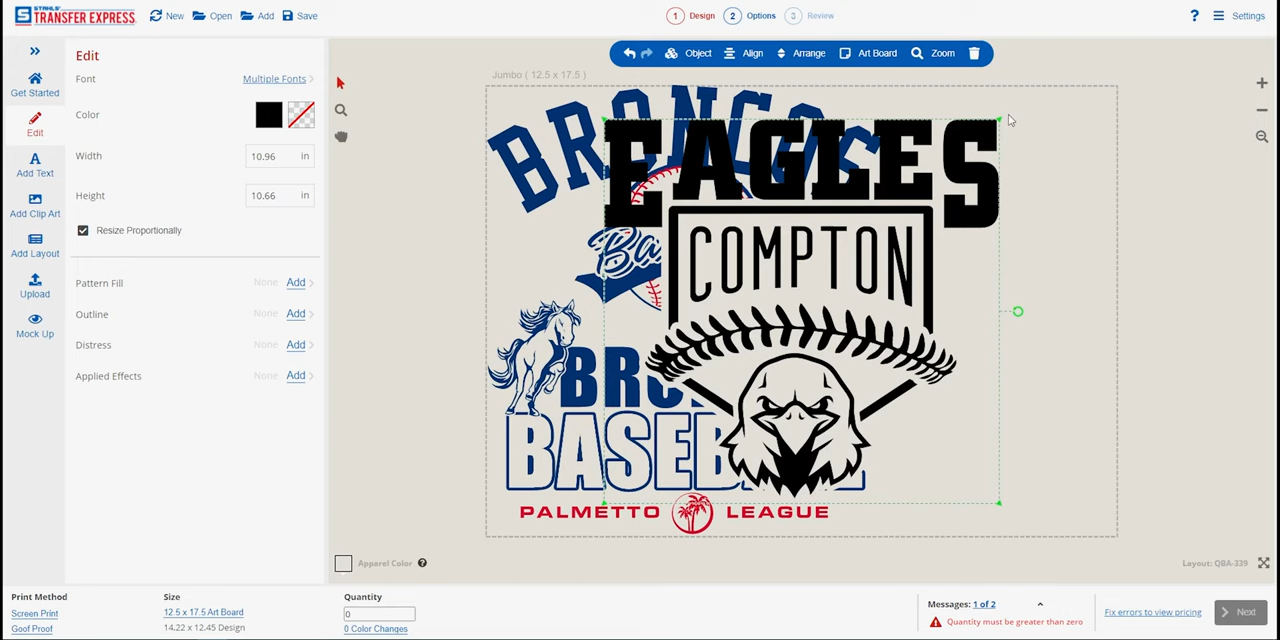 STAHLS'
TRANSFER EXPRESS
New
Open
Add
Save
1 Design
2 Options
3 Review
?
Settings
Get Started
Edit
Add Text
Add Clip Art
Add Layout
Upload
Mock Up
Edit
Font
Multiple Fonts
Color
Width
10.96 in
Height
10.66 in
Resize Proportionally
Pattern Fill
None Add
Outline
None Add
Distress
None Add
Applied Effects
None Add
Object
Align
Arrange
Art Board
Zoom
Jumbo ( 12.5 x 17.5 )
BRONCOS
EAGLES
COMPTON
Ba
BRO
BASEB
PALMETTO LEAGUE
Apparel Color ?
Layout: QBA-339
Print Method
Screen Print
Goof Proof
Size
12.5 x 17.5 Art Board
14.22 x 12.45 Design
Quantity
0
0 Color Changes
Messages: 1 of 2
Quantity must be greater than zero
Fix errors to view pricing
Next